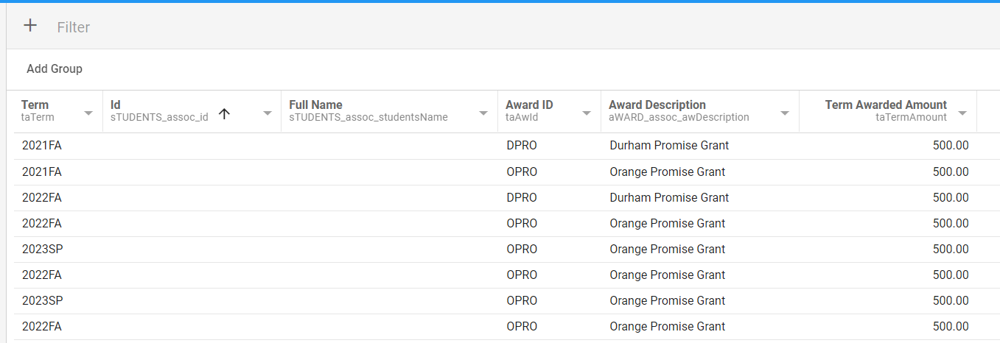 Filter
Add Group
Term Id Full Name Award ID Award Description Term Awarded Amount
taTerm sTUDENTS_assoc_id sTUDENTS_assoc_studentsName taAwId aWARD_assoc_awDescription taTermAmount
2021FA DPRO Durham Promise Grant 500.00
2021FA OPRO Orange Promise Grant 500.00
2022FA DPRO Durham Promise Grant 500.00
2022FA OPRO Orange Promise Grant 500.00
2023SP OPRO Orange Promise Grant 500.00
2022FA OPRO Orange Promise Grant 500.00
2023SP OPRO Orange Promise Grant 500.00
2022FA OPRO Orange Promise Grant 500.00